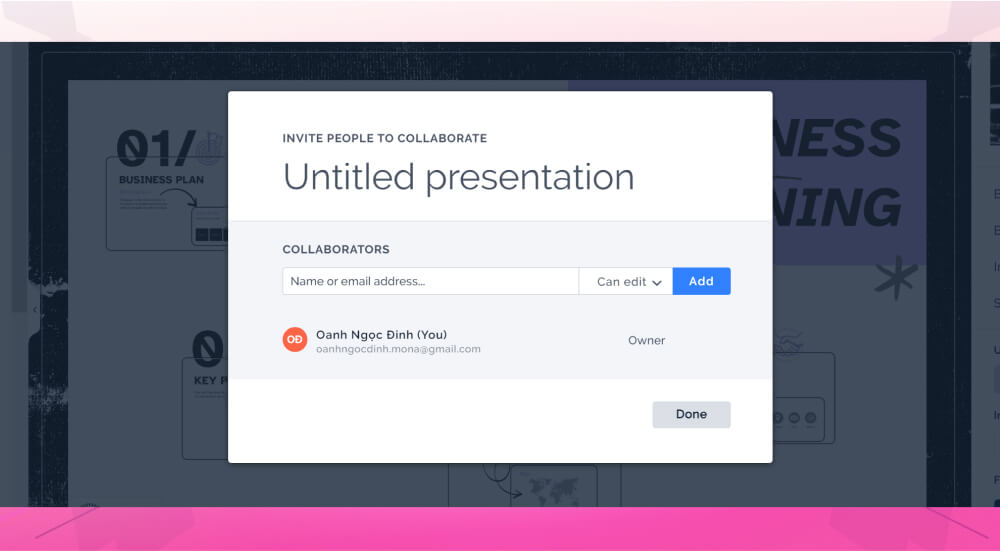 INVITE PEOPLE TO COLLABORATE
Untitled presentation
COLLABORATORS
Name or email address...
Can edit
Add
OĐ
Oanh Ngọc Đinh (You)
oanhngocdinh.mona@gmail.com
Owner
Done
01/
BUSINESS PLAN
NESS
NING
0
KEY P